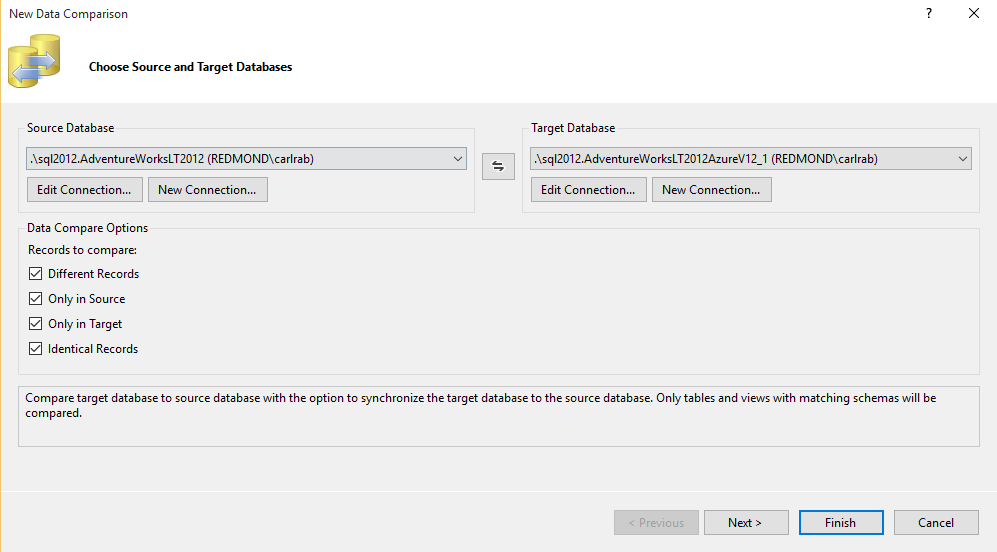 New Data Comparison
?
Choose Source and Target Databases
Source Database
.\sql2012.AdventureWorksLT2012 (REDMOND\carlrab)
Edit Connection...
New Connection...
Target Database
.\sql2012.AdventureWorksLT2012AzureV12_1 (REDMOND\carlrab)
Edit Connection...
New Connection...
Data Compare Options
Records to compare:
Different Records
Only in Source
Only in Target
Identical Records
Compare target database to source database with the option to synchronize the target database to the source database. Only tables and views with matching schemas will be
compared.
< Previous
Next >
Finish
Cancel